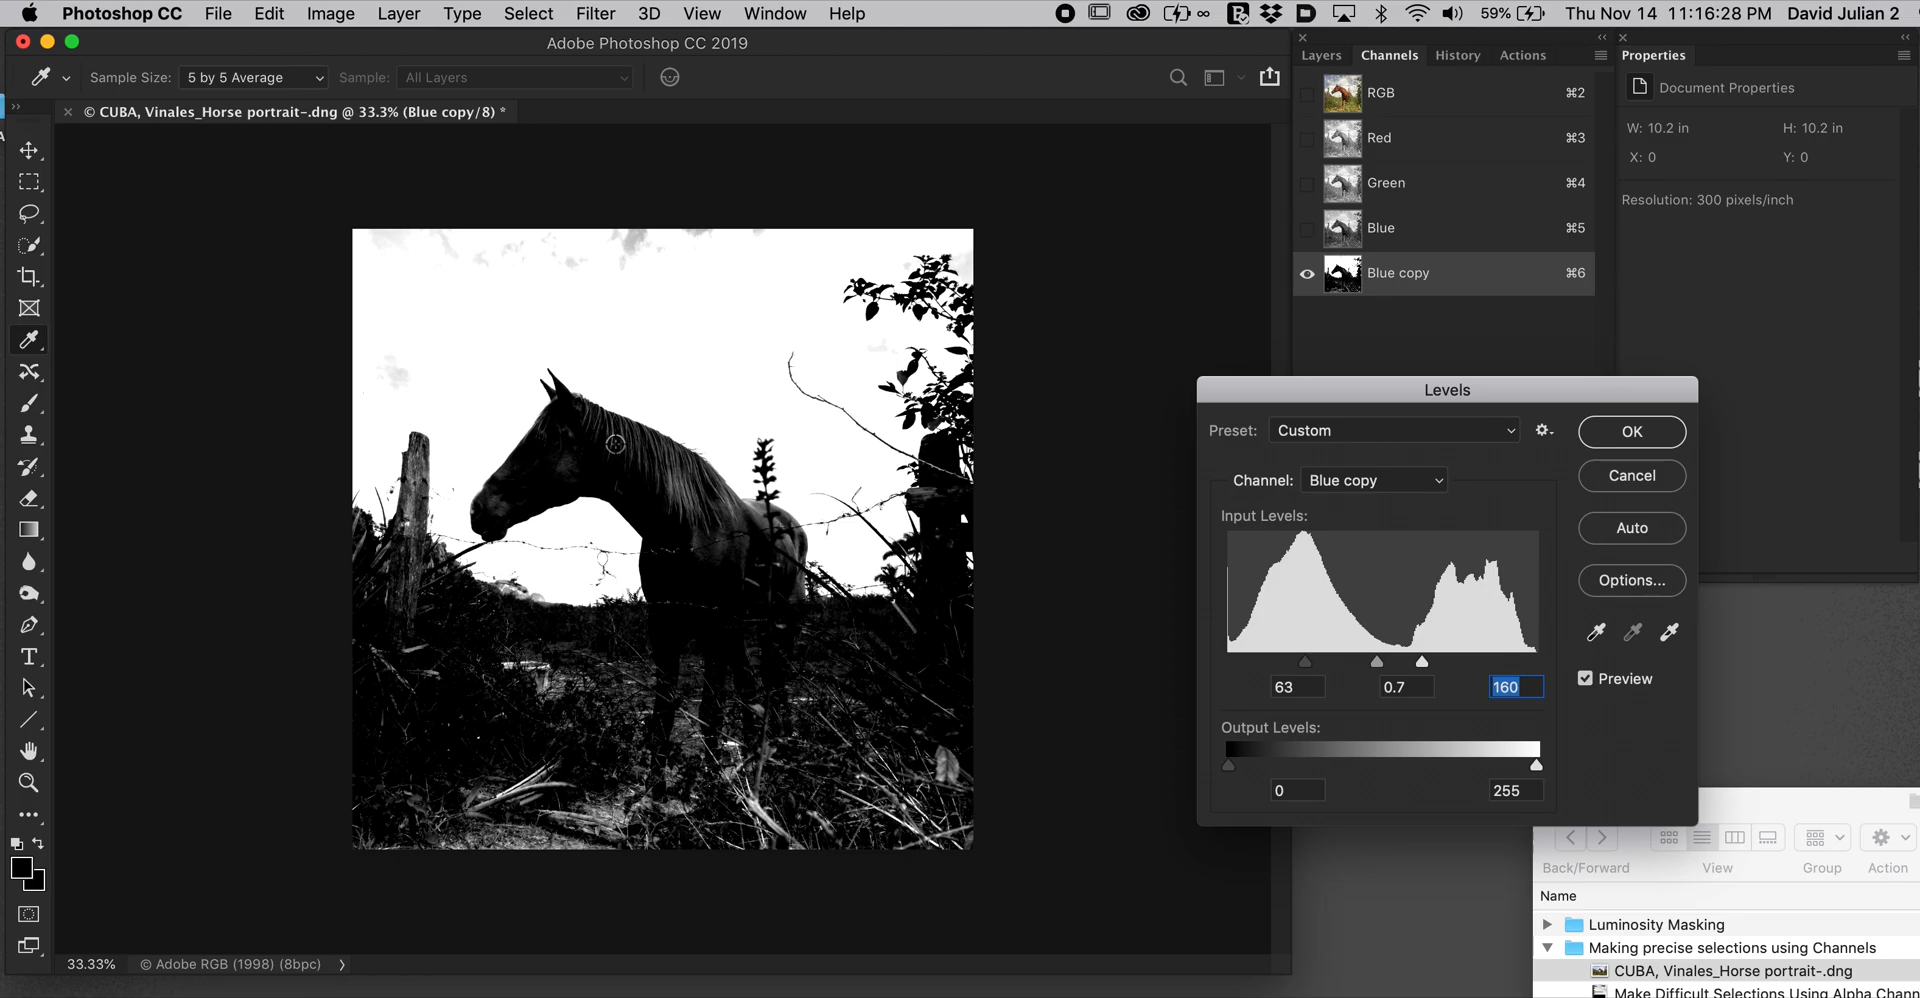 Photoshop CC File Edit Image Layer Type Select Filter 3D View Window Help 59% Thu Nov 14 11:16:28 PM David Julian 2
Adobe Photoshop CC 2019
Sample Size: 5 by 5 Average Sample: All Layers
© CUBA, Vinales_Horse portrait-.dng @ 33.3% (Blue copy/8) *
Layers Channels History Actions
RGB ⌘2
Red ⌘3
Green ⌘4
Blue ⌘5
Blue copy ⌘6
Properties
Document Properties
W: 10.2 in H: 10.2 in
X: 0 Y: 0
Resolution: 300 pixels/inch
Levels
Preset: Custom
OK
Cancel
Auto
Options...
Preview
Channel: Blue copy
Input Levels:
63 0.7 160
Output Levels:
0 255
33.33% © Adobe RGB (1998) (8bpc)
Back/Forward View Group Action
Name
Luminosity Masking
Making precise selections using Channels
CUBA, Vinales_Horse portrait-.dng
Make Difficult Selections Using Alpha Chann